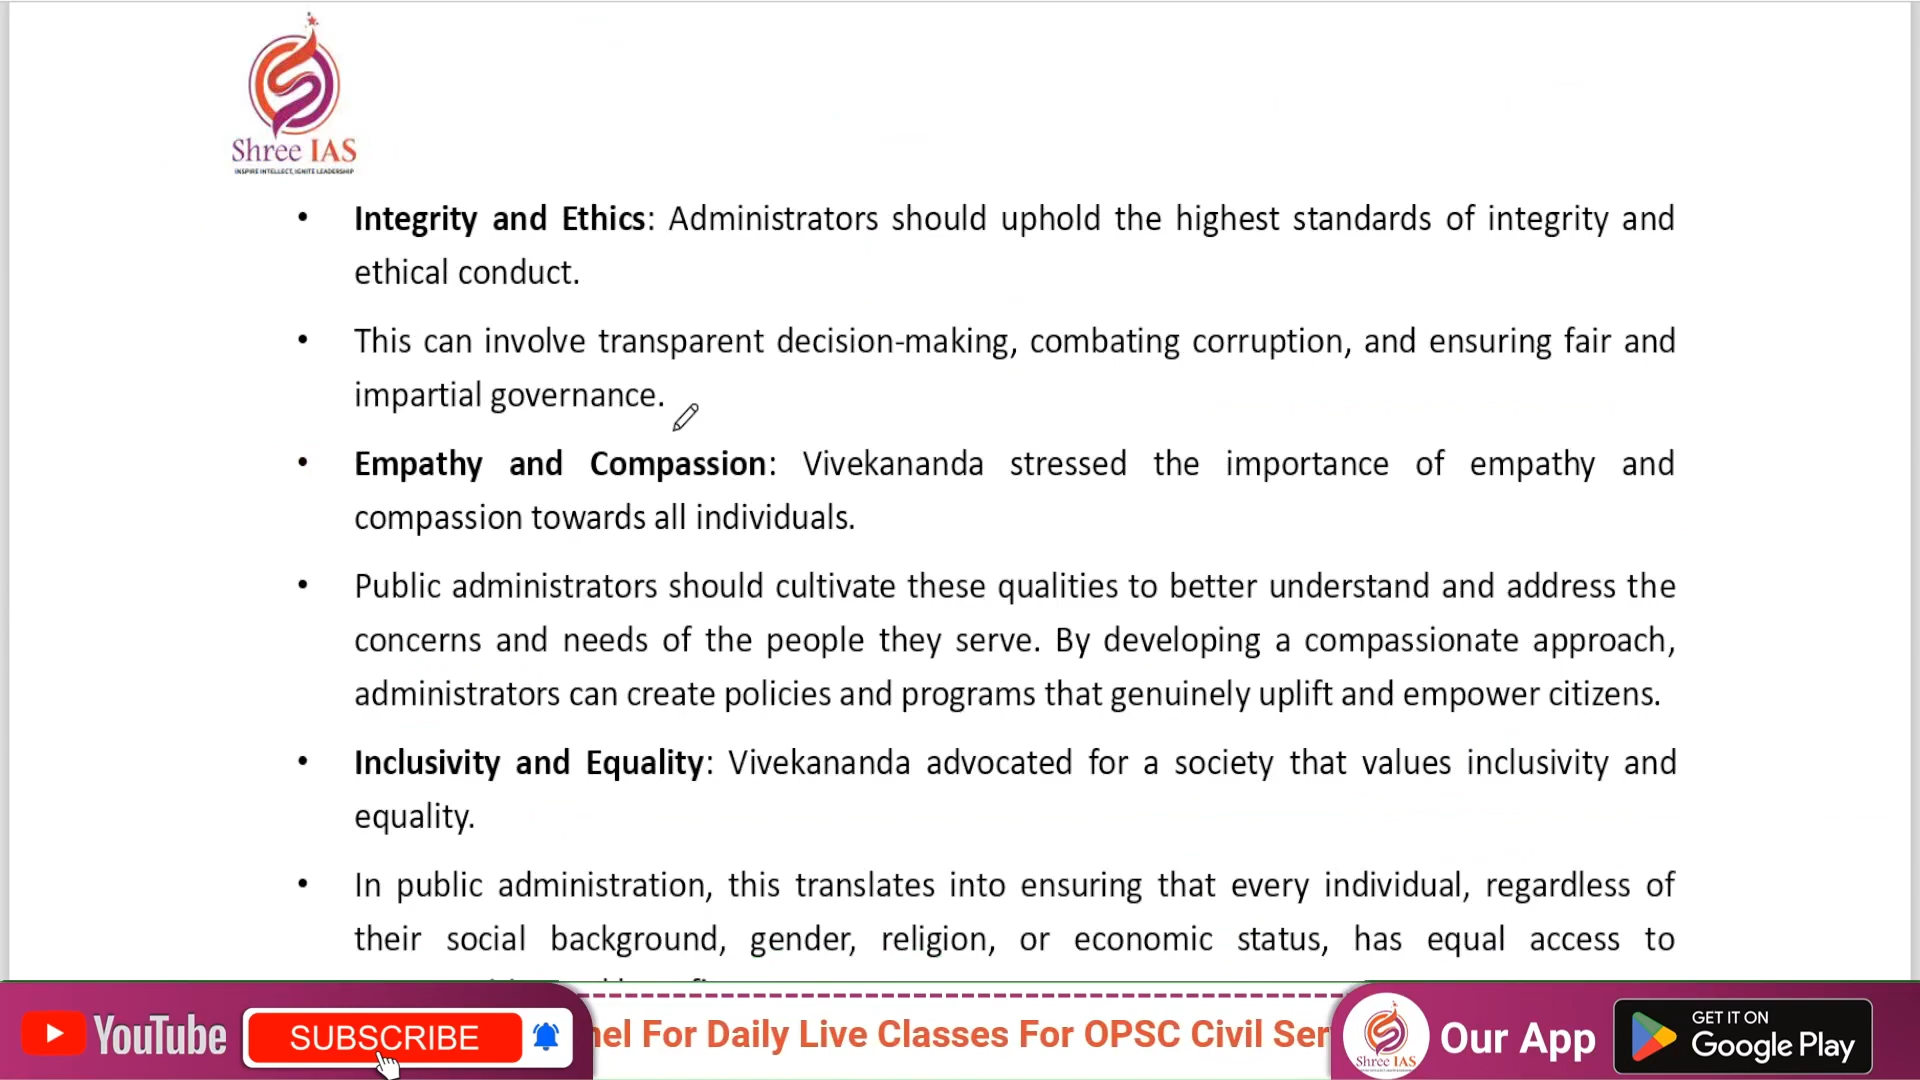 Shree IAS
INSPIRE INTELLECT, IGNITE LEADERSHIP
• Integrity and Ethics: Administrators should uphold the highest standards of integrity and
ethical conduct.
• This can involve transparent decision-making, combating corruption, and ensuring fair and
impartial governance.
• Empathy and Compassion: Vivekananda stressed the importance of empathy and
compassion towards all individuals.
• Public administrators should cultivate these qualities to better understand and address the
concerns and needs of the people they serve. By developing a compassionate approach,
administrators can create policies and programs that genuinely uplift and empower citizens.
• Inclusivity and Equality: Vivekananda advocated for a society that values inclusivity and
equality.
• In public administration, this translates into ensuring that every individual, regardless of
their social background, gender, religion, or economic status, has equal access to
YouTube SUBSCRIBE nel For Daily Live Classes For OPSC Civil Ser Shree IAS Our App GET IT ON Google Play